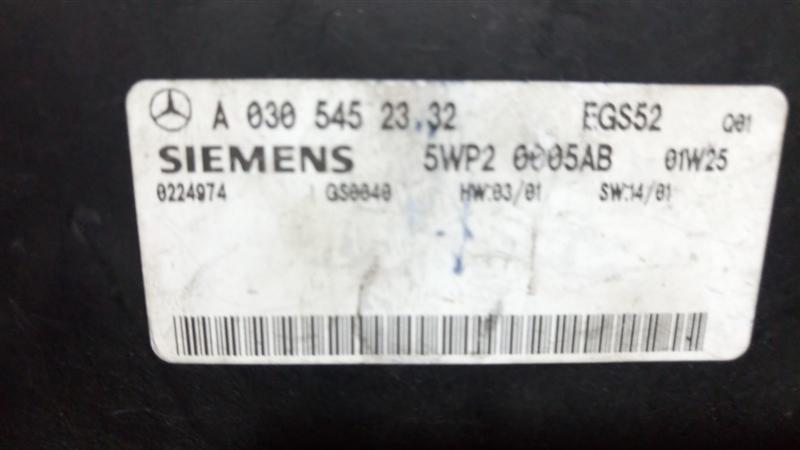 A 030 545 23.32 EGS52 Q01
SIEMENS 5WP2 0005AB 01W25
0224974 GS0040 HW:03/01 SW:14/01